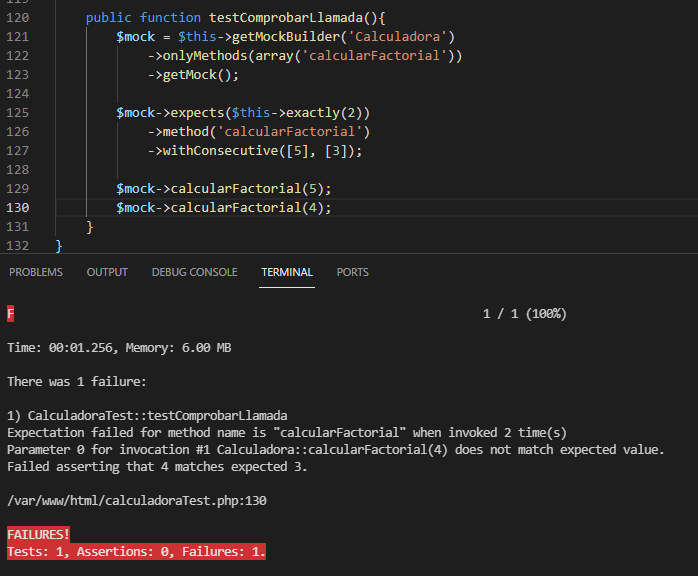 119
120 public function testComprobarLlamada(){
121 $mock = $this->getMockBuilder('Calculadora')
122 ->onlyMethods(array('calcularFactorial'))
123 ->getMock();
124
125 $mock->expects($this->exactly(2))
126 ->method('calcularFactorial')
127 ->withConsecutive([5], [3]);
128
129 $mock->calcularFactorial(5);
130 $mock->calcularFactorial(4);
131 }
132 }
PROBLEMS OUTPUT DEBUG CONSOLE TERMINAL PORTS
F 1 / 1 (100%)
Time: 00:01.256, Memory: 6.00 MB
There was 1 failure:
1) CalculadoraTest::testComprobarLlamada
Expectation failed for method name is "calcularFactorial" when invoked 2 time(s)
Parameter 0 for invocation #1 Calculadora::calcularFactorial(4) does not match expected value.
Failed asserting that 4 matches expected 3.
/var/www/html/calculadoraTest.php:130
FAILURES!
Tests: 1, Assertions: 0, Failures: 1.